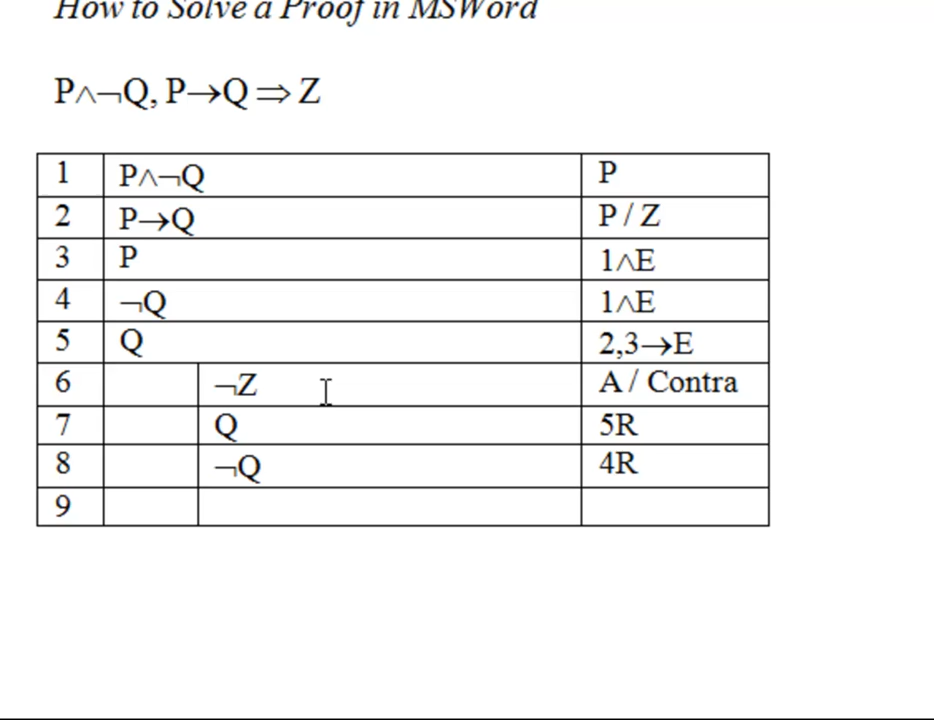 How to Solve a Proof in MSWord
P∧¬Q, P→Q⇒Z
1 P∧¬Q P
2 P→Q P / Z
3 P 1∧E
4 ¬Q 1∧E
5 Q 2,3→E
6 ¬Z A / Contra
7 Q 5R
8 ¬Q 4R
9